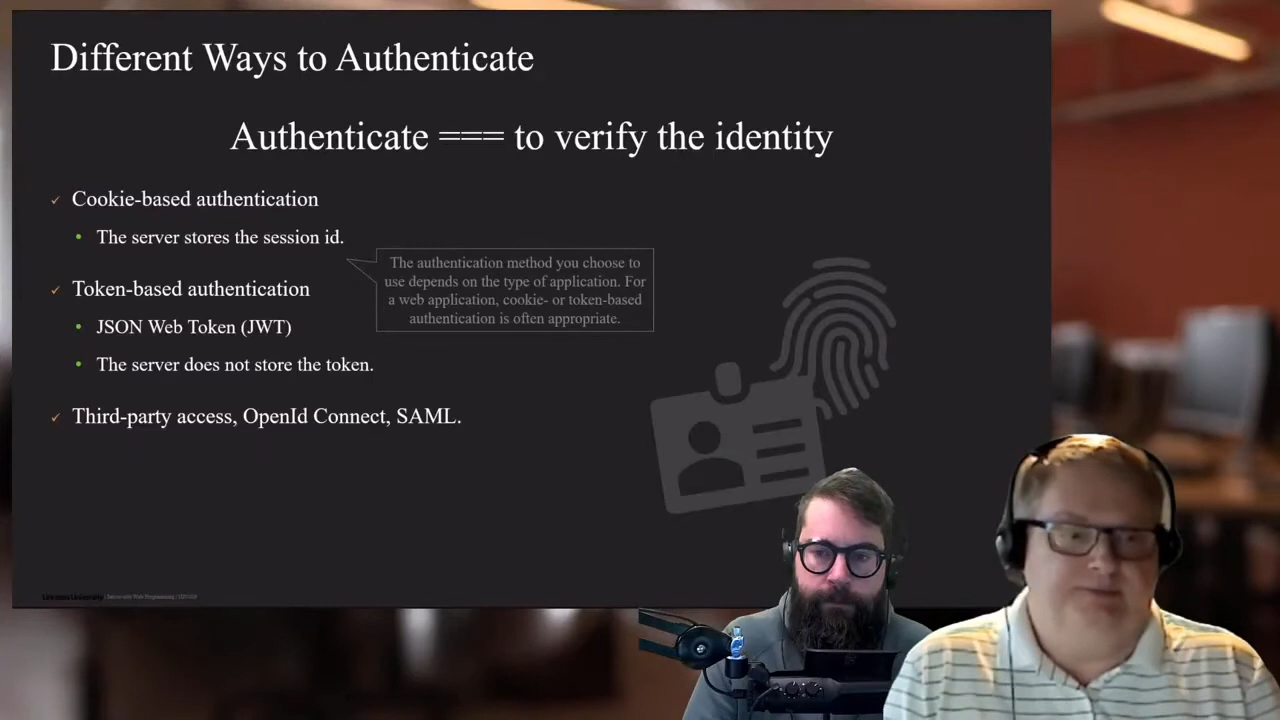 Different Ways to Authenticate
Authenticate === to verify the identity
✓ Cookie-based authentication
• The server stores the session id.
The authentication method you choose to
use depends on the type of application. For
a web application, cookie- or token-based
authentication is often appropriate.
✓ Token-based authentication
• JSON Web Token (JWT)
• The server does not store the token.
✓ Third-party access, OpenId Connect, SAML.